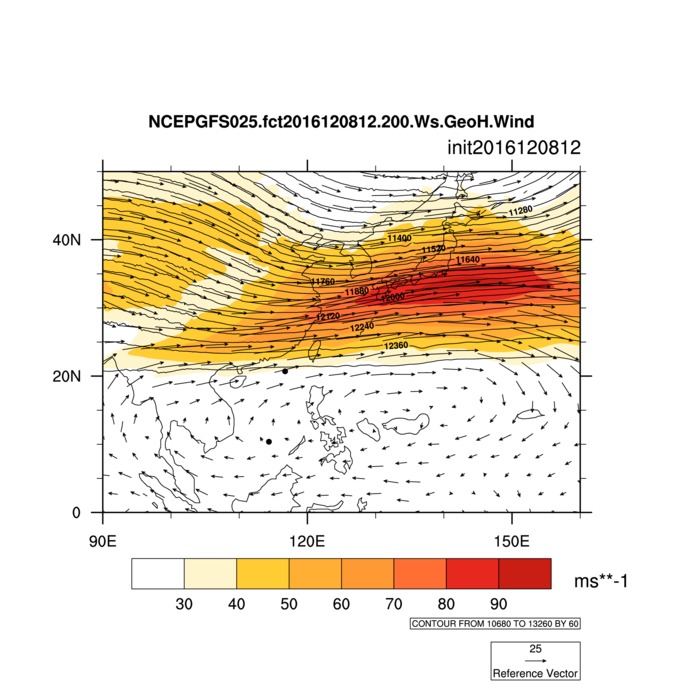 NCEPGFS025.fct2016120812.200.Ws.GeoH.Wind
init2016120812
11280
11400
40N
11520
11640
11760
11880
12000
12120
12240
12360
20N
0
90E 120E 150E
ms**-1
30 40 50 60 70 80 90
CONTOUR FROM 10680 TO 13260 BY 60
25
Reference Vector